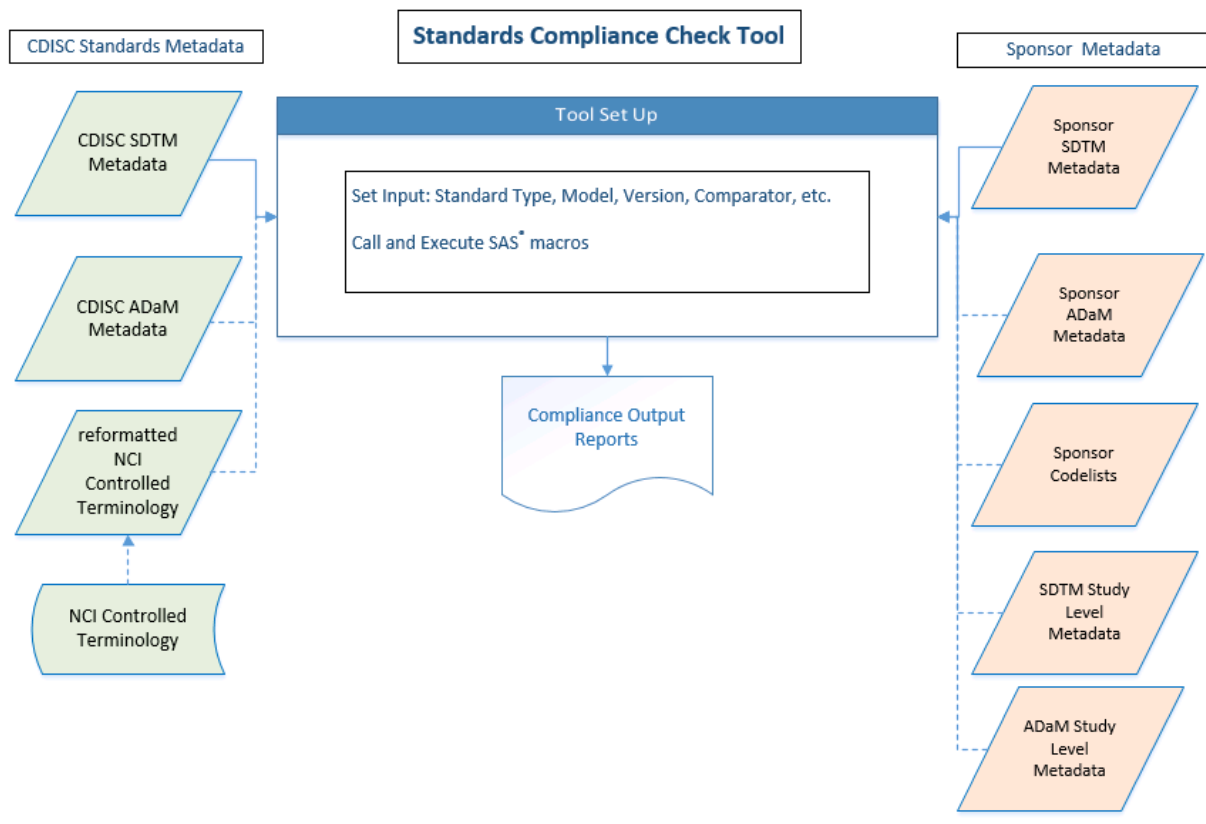 Standards Compliance Check Tool
CDISC Standards Metadata
Sponsor Metadata
CDISC SDTM
Metadata
CDISC ADaM
Metadata
reformatted
NCI
Controlled
Terminology
NCI Controlled
Terminology
Tool Set Up
Set Input: Standard Type, Model, Version, Comparator, etc.
Call and Execute SAS® macros
Compliance Output
Reports
Sponsor
SDTM
Metadata
Sponsor
ADaM
Metadata
Sponsor
Codelists
SDTM Study
Level
Metadata
ADaM Study
Level
Metadata